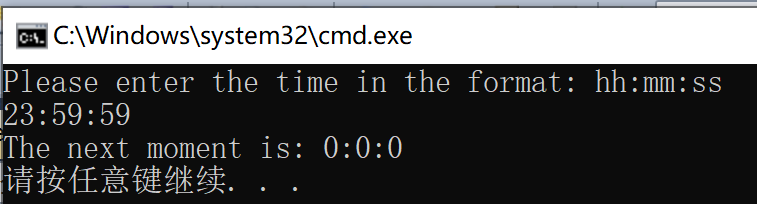 C:\Windows\system32\cmd.exe
Please enter the time in the format: hh:mm:ss
23:59:59
The next moment is: 0:0:0
请按任意键继续. . .